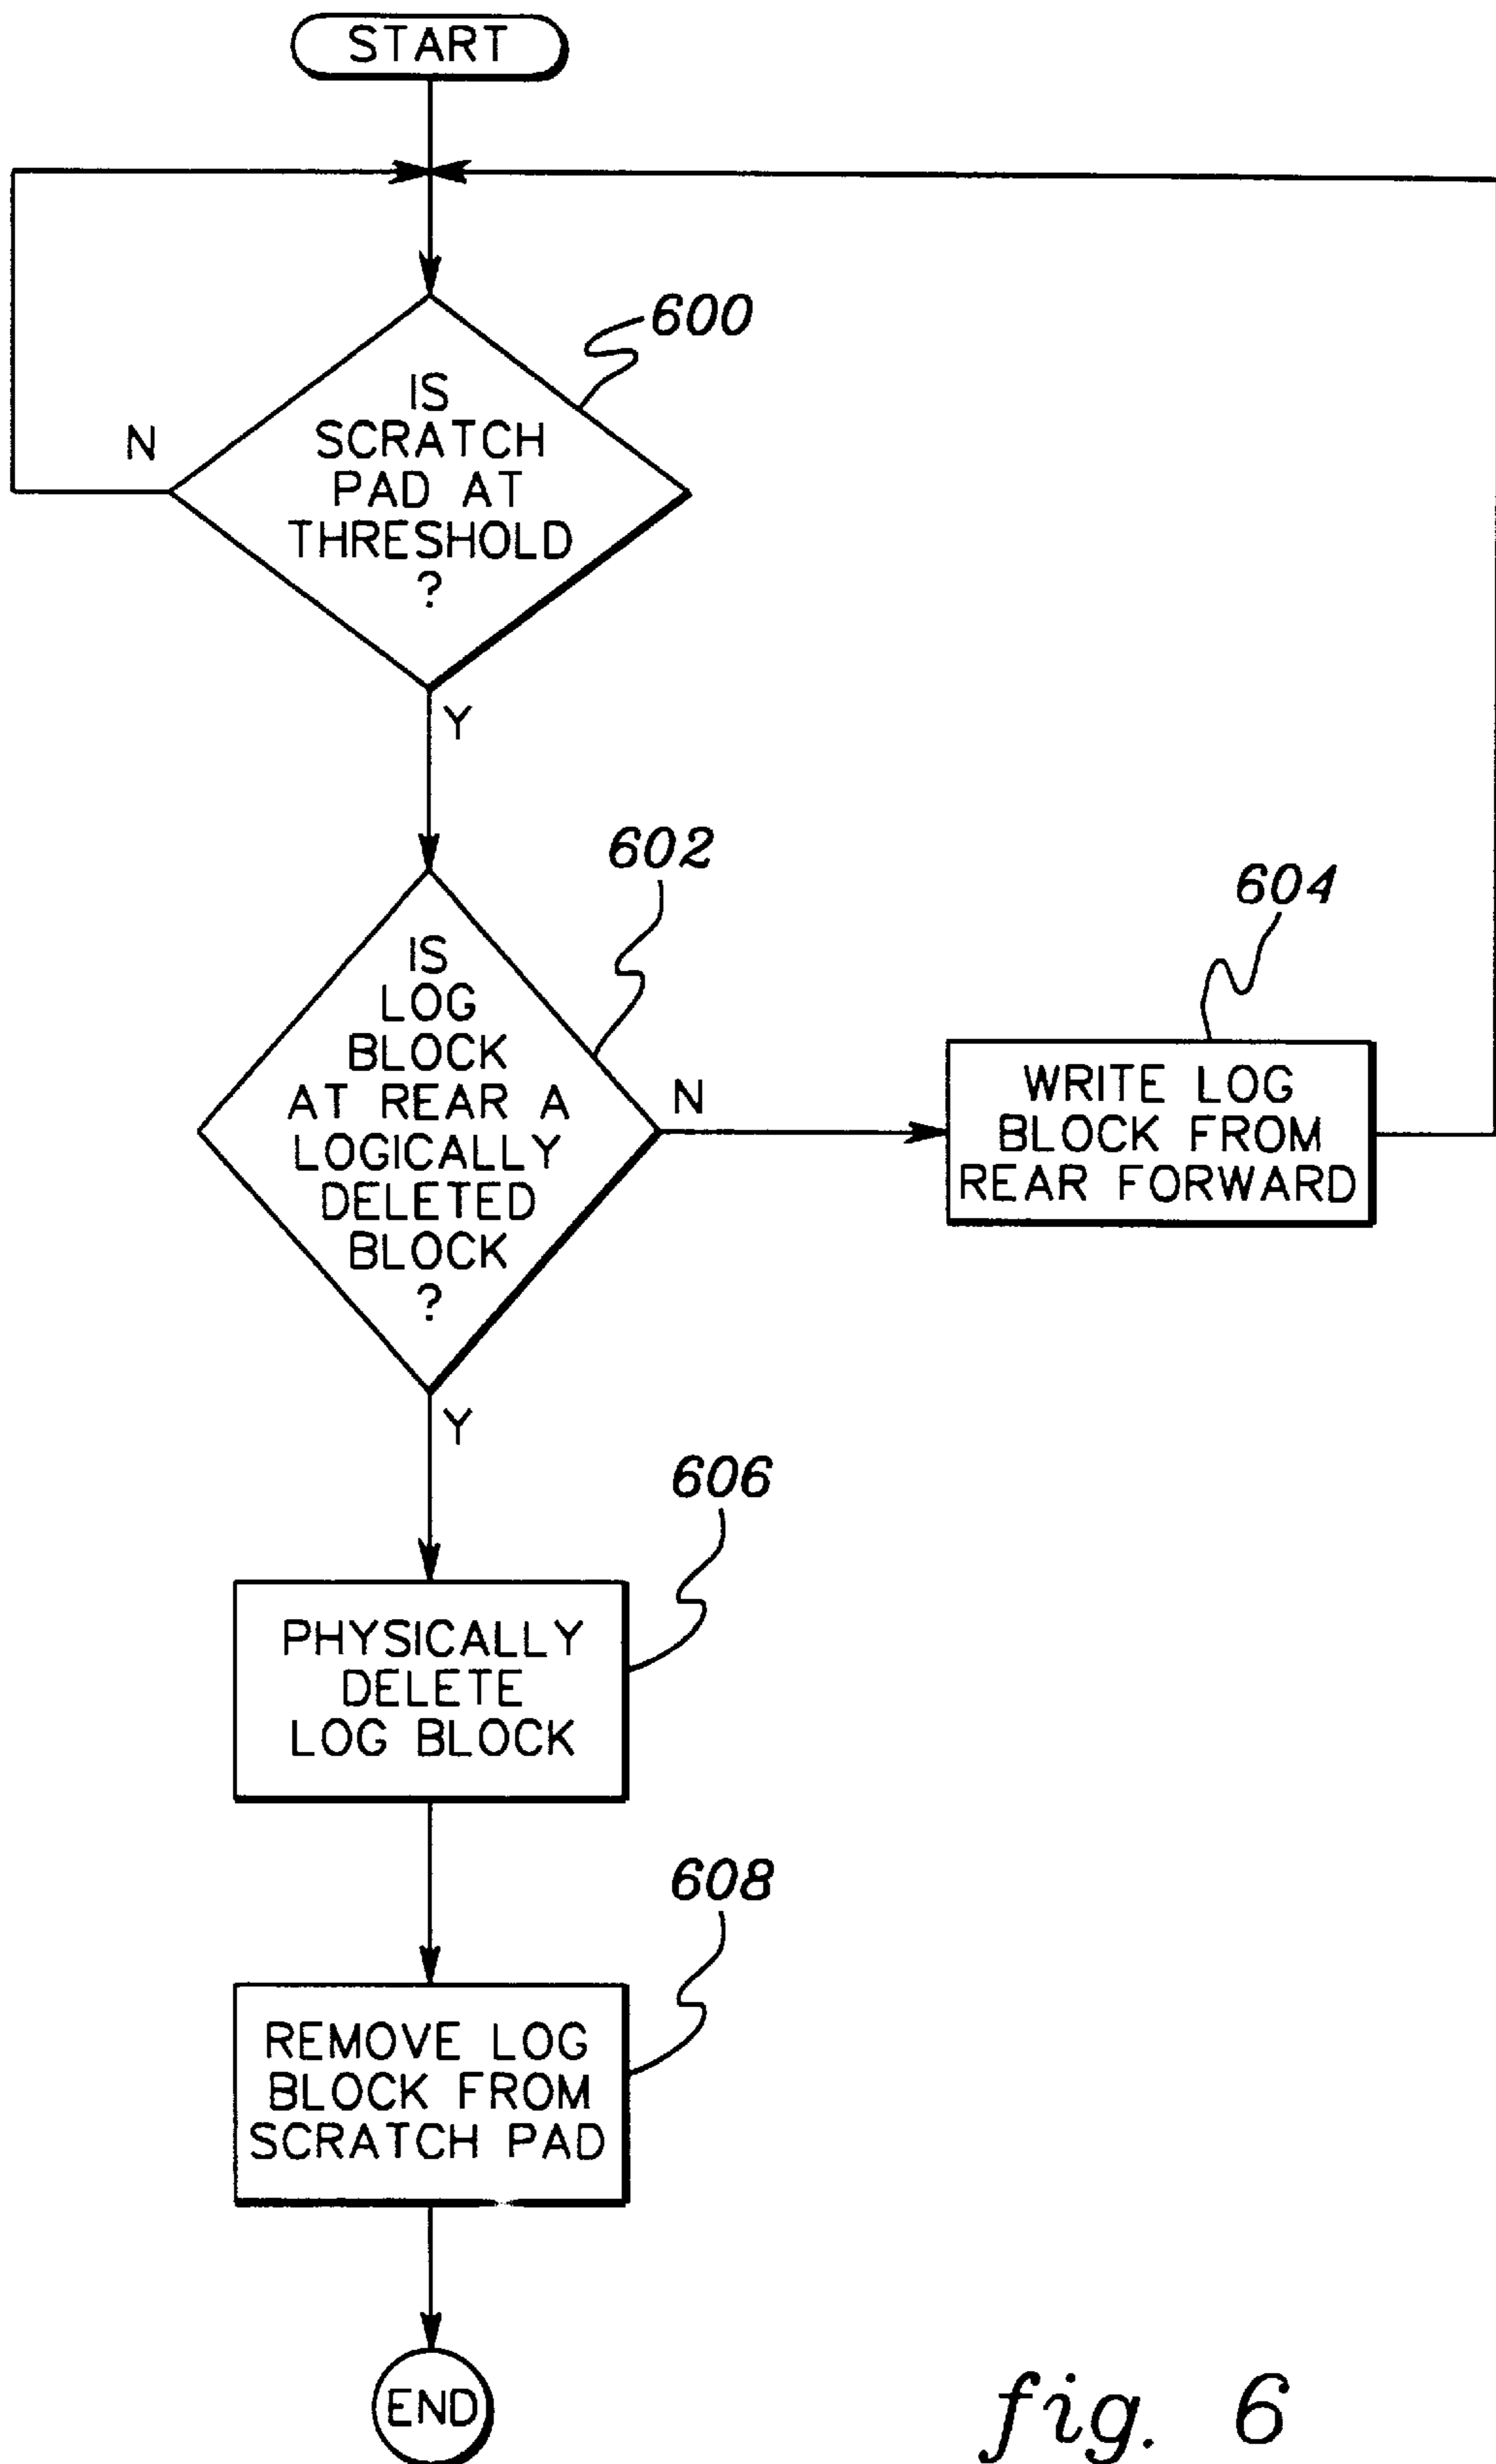 START
600
IS
SCRATCH
PAD AT
THRESHOLD
?
N
Y
602
IS
LOG
BLOCK
AT REAR A
LOGICALLY
DELETED
BLOCK
?
N
604
WRITE LOG
BLOCK FROM
REAR FORWARD
Y
606
PHYSICALLY
DELETE
LOG BLOCK
608
REMOVE LOG
BLOCK FROM
SCRATCH PAD
END
fig. 6